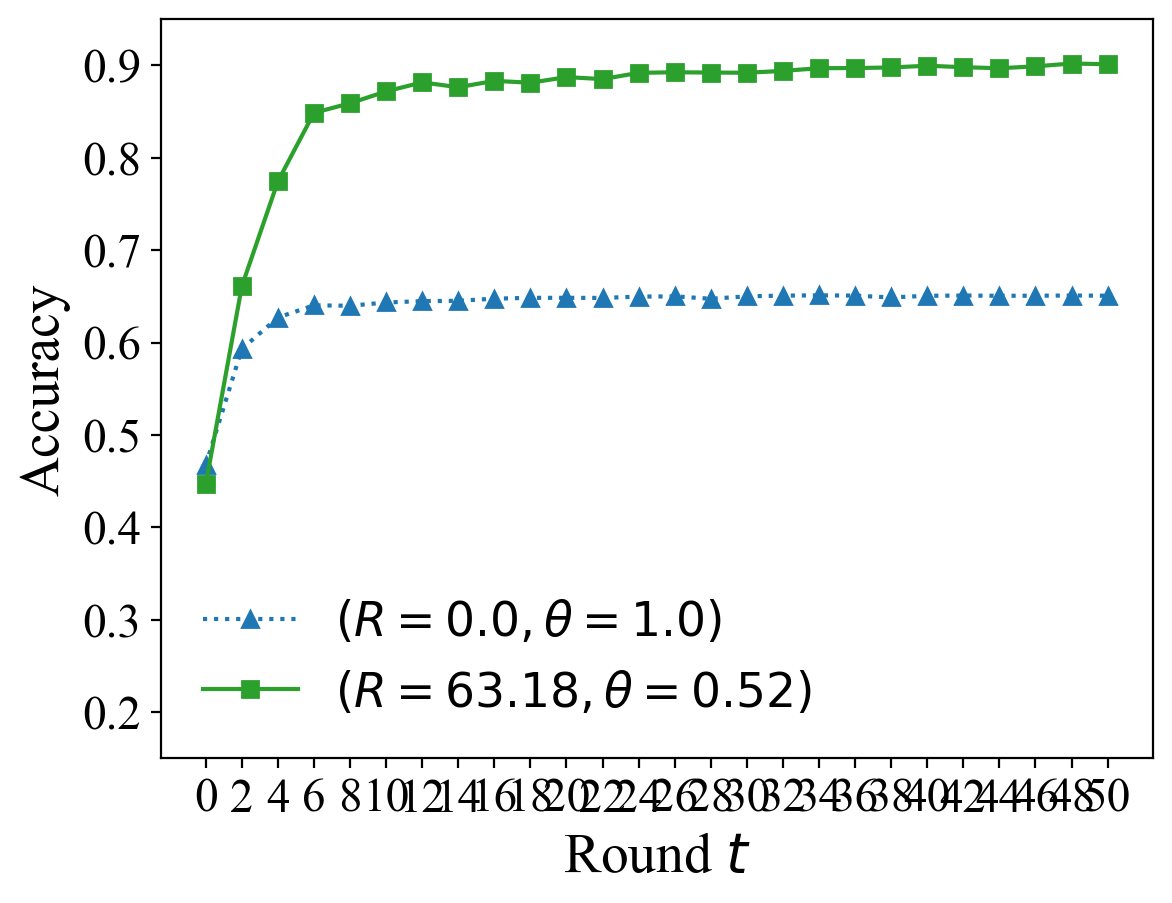 0.9
0.8
0.7
0.6
0.5
0.4
0.3
0.2
Accuracy
(R = 0.0, θ = 1.0)
(R = 63.18, θ = 0.52)
0 2 4 6 8 10 12 14 16 18 20 22 24 26 28 30 32 34 36 38 40 42 44 46 48 50
Round t